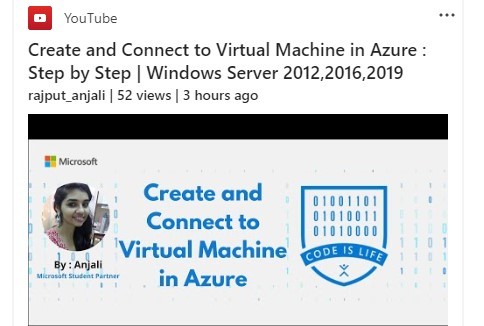 YouTube
Create and Connect to Virtual Machine in Azure :
Step by Step | Windows Server 2012,2016,2019
rajput_anjali | 52 views | 3 hours ago
Microsoft
Create and
Connect to
Virtual Machine
in Azure
By : Anjali
Microsoft Student Partner
01001101
01010011
01010000
CODE IS LIFE